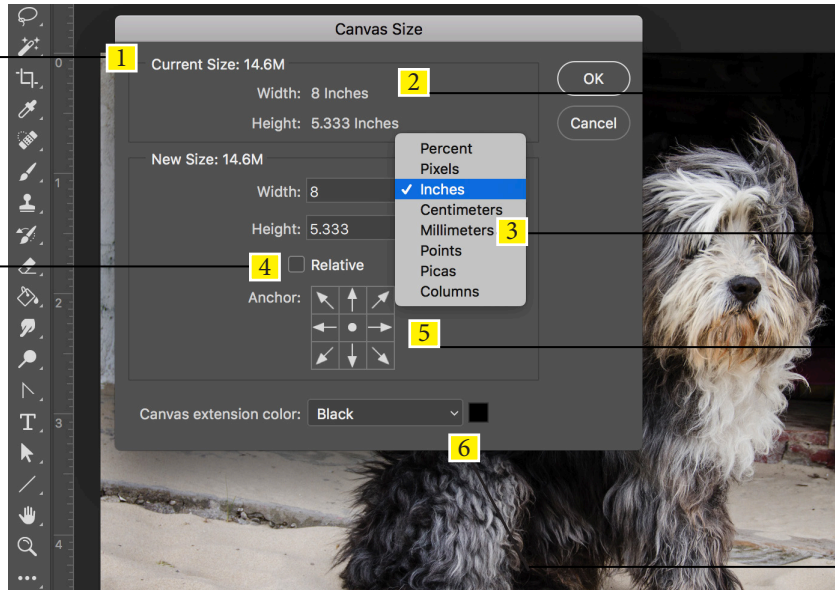 Canvas Size
1
Current Size: 14.6M
2
Width: 8 Inches
Height: 5.333 Inches
OK
Cancel
New Size: 14.6M
Width: 8
Height: 5.333
Percent
Pixels
✓ Inches
Centimeters
Millimeters
3
Points
Picas
Columns
4
Relative
Anchor:
5
Canvas extension color: Black
6
0
1
2
3
4
T